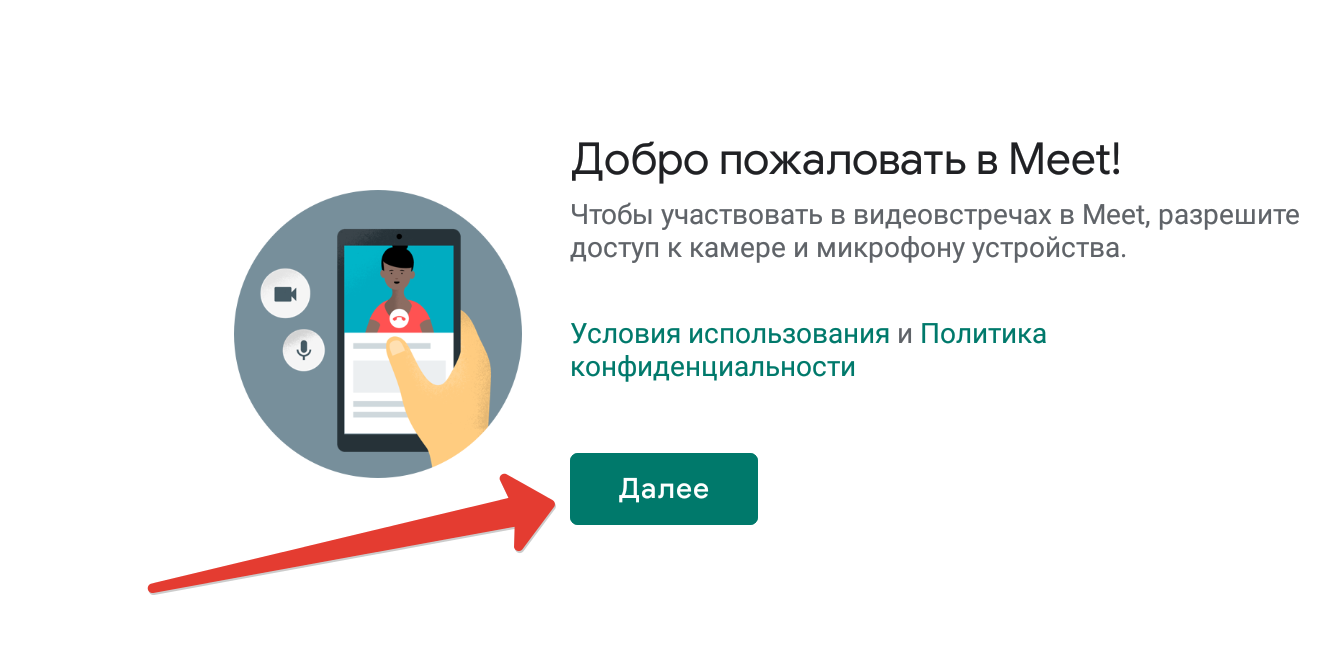 Добро пожаловать в Meet!
Чтобы участвовать в видеовстречах в Meet, разрешите
доступ к камере и микрофону устройства.
Условия использования и Политика
конфиденциальности
Далее